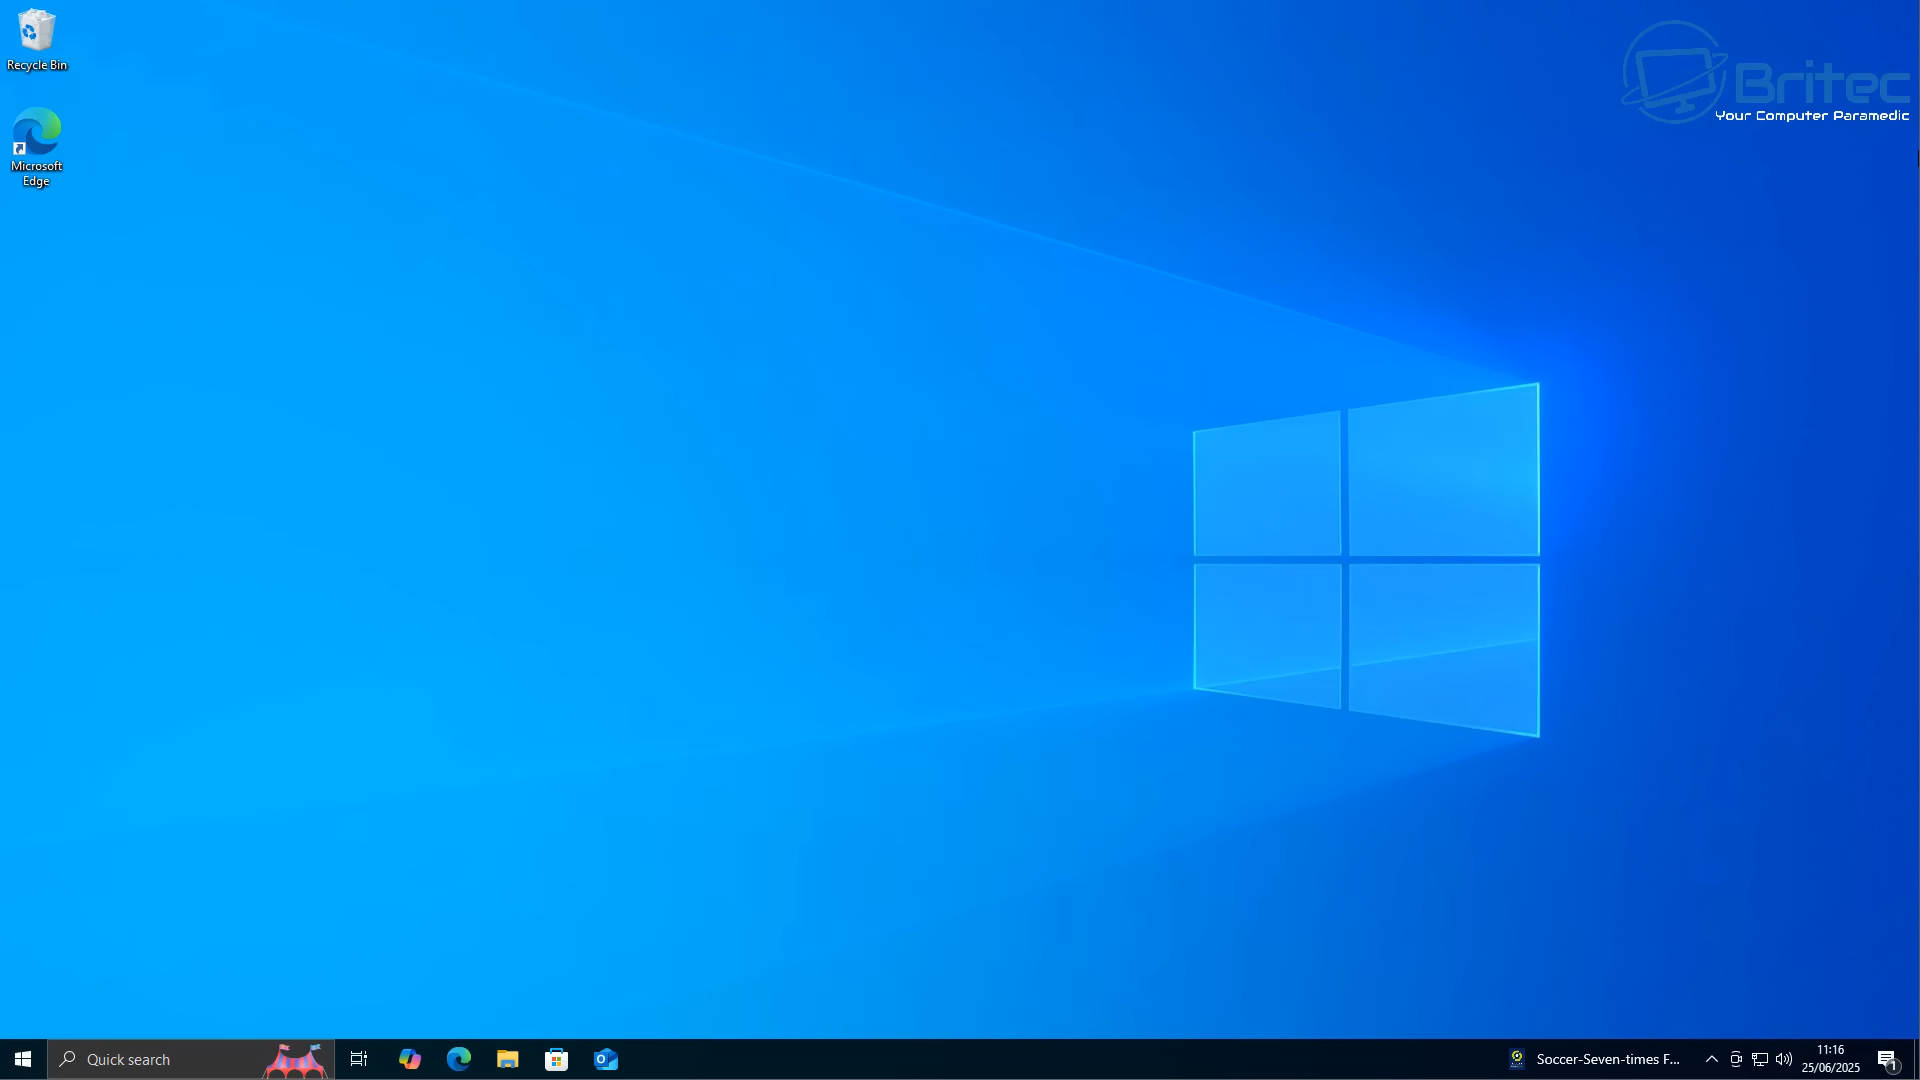 Recycle Bin
Britec
Your Computer Paramedic
Microsoft
Edge
Quick search
Soccer-Seven-times F...
11:16
25/06/2025
1